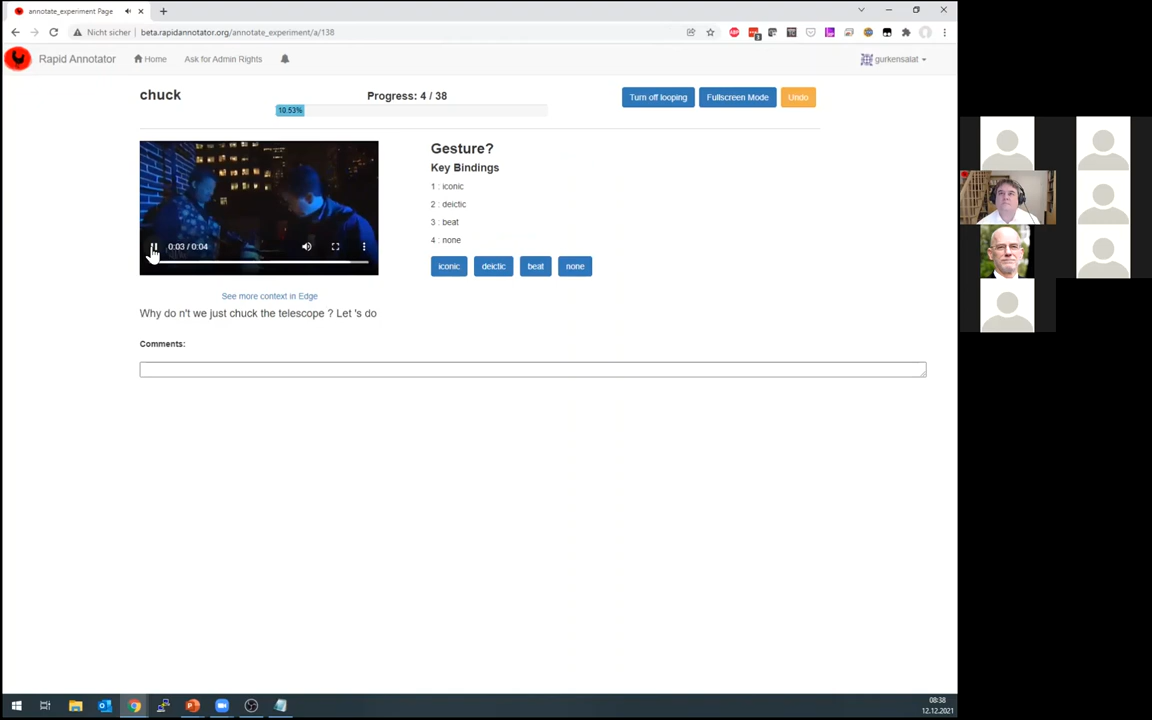 annotate_experiment Page
Nicht sicher | beta.rapidannotator.org/annotate_experiment/a/138
Rapid Annotator
Home
Ask for Admin Rights
gurkensalat
chuck
Progress: 4 / 38
10.53%
Turn off looping
Fullscreen Mode
Undo
0:03 / 0:04
Gesture?
Key Bindings
1 : iconic
2 : deictic
3 : beat
4 : none
iconic
deictic
beat
none
See more context in Edge
Why do n't we just chuck the telescope ? Let 's do
Comments:
08:38
12.12.2021